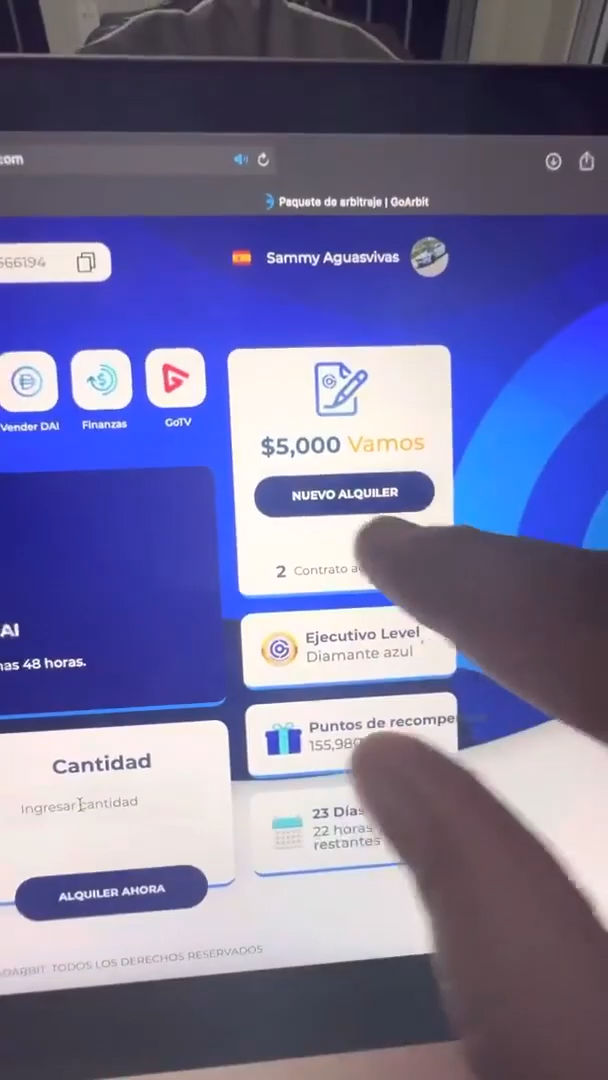 com
Paquete de arbitraje | GoArbit
566194
Sammy Aguasvivas
Vender DAI
Finanzas
GoTV
$5,000 Vamos
NUEVO ALQUILER
2 Contrato
AI
nas 48 horas.
Ejecutivo Level
Diamante azul
Puntos de recompe
155,980
Cantidad
Ingresar cantidad
ALQUILER AHORA
23 Días
22 horas
restantes
GOARBIT. TODOS LOS DERECHOS RESERVADOS